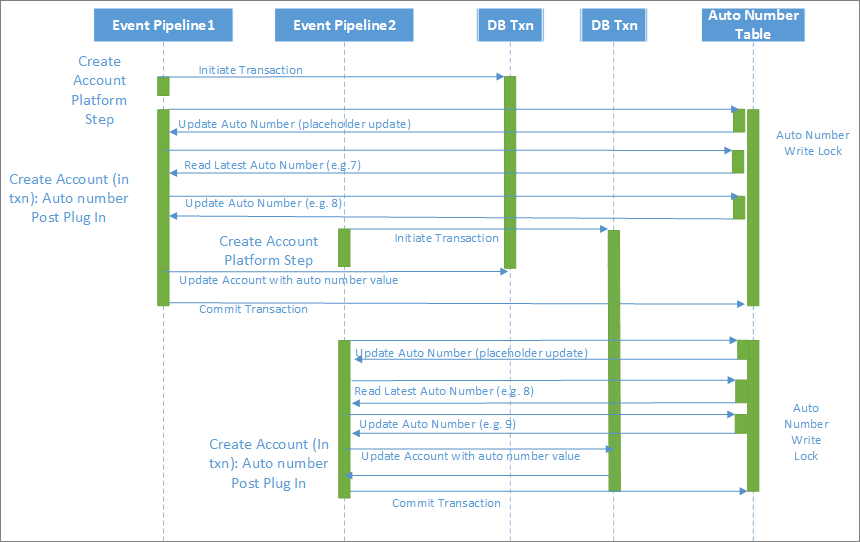 Event Pipeline1
Event Pipeline2
DB Txn
DB Txn
Auto Number
Table
Create
Account
Platform
Step
Initiate Transaction
Update Auto Number (placeholder update)
Auto Number
Write Lock
Read Latest Auto Number (e.g.7)
Create Account (in
txn): Auto number
Post Plug In
Update Auto Number (e.g. 8)
Create Account
Platform Step
Initiate Transaction
Update Account with auto number value
Commit Transaction
Update Auto Number (placeholder update)
Read Latest Auto Number (e.g. 8)
Auto
Number
Write
Lock
Update Auto Number (e.g. 9)
Create Account (In
txn): Auto number
Post Plug In
Update Account with auto number value
Commit Transaction